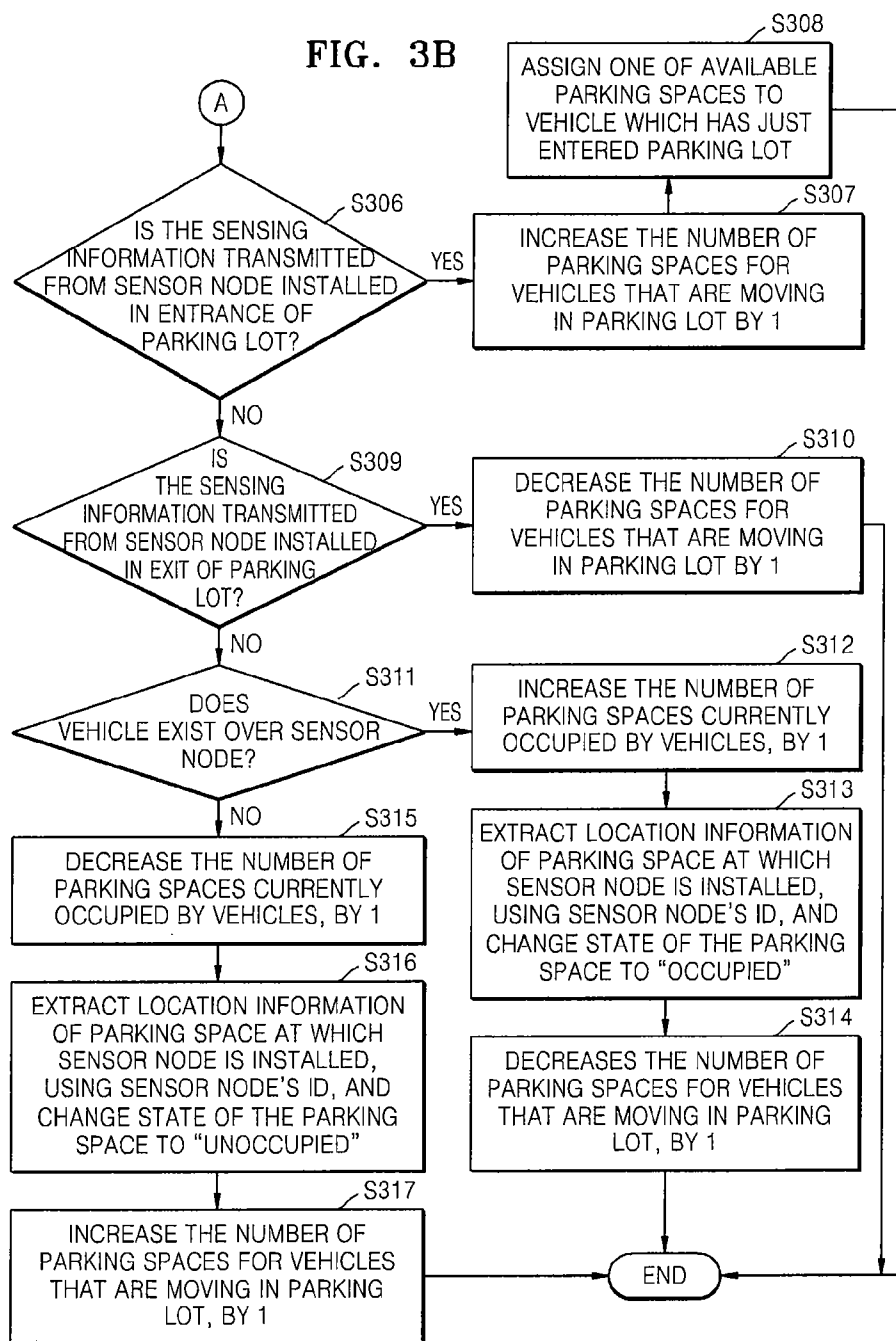 FIG. 3B
S308
ASSIGN ONE OF AVAILABLE
PARKING SPACES TO
VEHICLE WHICH HAS JUST
ENTERED PARKING LOT
A
S306
IS THE SENSING
INFORMATION TRANSMITTED
FROM SENSOR NODE INSTALLED
IN ENTRANCE OF
PARKING LOT?
YES
S307
INCREASE THE NUMBER OF
PARKING SPACES FOR
VEHICLES THAT ARE MOVING
IN PARKING LOT BY 1
NO
S309
IS
THE SENSING
INFORMATION TRANSMITTED
FROM SENSOR NODE INSTALLED
IN EXIT OF PARKING
LOT?
YES
S310
DECREASE THE NUMBER OF
PARKING SPACES FOR
VEHICLES THAT ARE MOVING
IN PARKING LOT BY 1
NO
S311
DOES
VEHICLE EXIST OVER SENSOR
NODE?
YES
S312
INCREASE THE NUMBER OF
PARKING SPACES CURRENTLY
OCCUPIED BY VEHICLES, BY 1
NO
S313
EXTRACT LOCATION INFORMATION
OF PARKING SPACE AT WHICH
SENSOR NODE IS INSTALLED,
USING SENSOR NODE'S ID, AND
CHANGE STATE OF THE PARKING
SPACE TO "OCCUPIED"
S314
DECREASES THE NUMBER OF
PARKING SPACES FOR VEHICLES
THAT ARE MOVING IN PARKING
LOT, BY 1
S315
DECREASE THE NUMBER OF
PARKING SPACES CURRENTLY
OCCUPIED BY VEHICLES, BY 1
S316
EXTRACT LOCATION INFORMATION
OF PARKING SPACE AT WHICH
SENSOR NODE IS INSTALLED,
USING SENSOR NODE'S ID, AND
CHANGE STATE OF THE PARKING
SPACE TO "UNOCCUPIED"
S317
INCREASE THE NUMBER OF
PARKING SPACES FOR VEHICLES
THAT ARE MOVING IN PARKING
LOT, BY 1
END